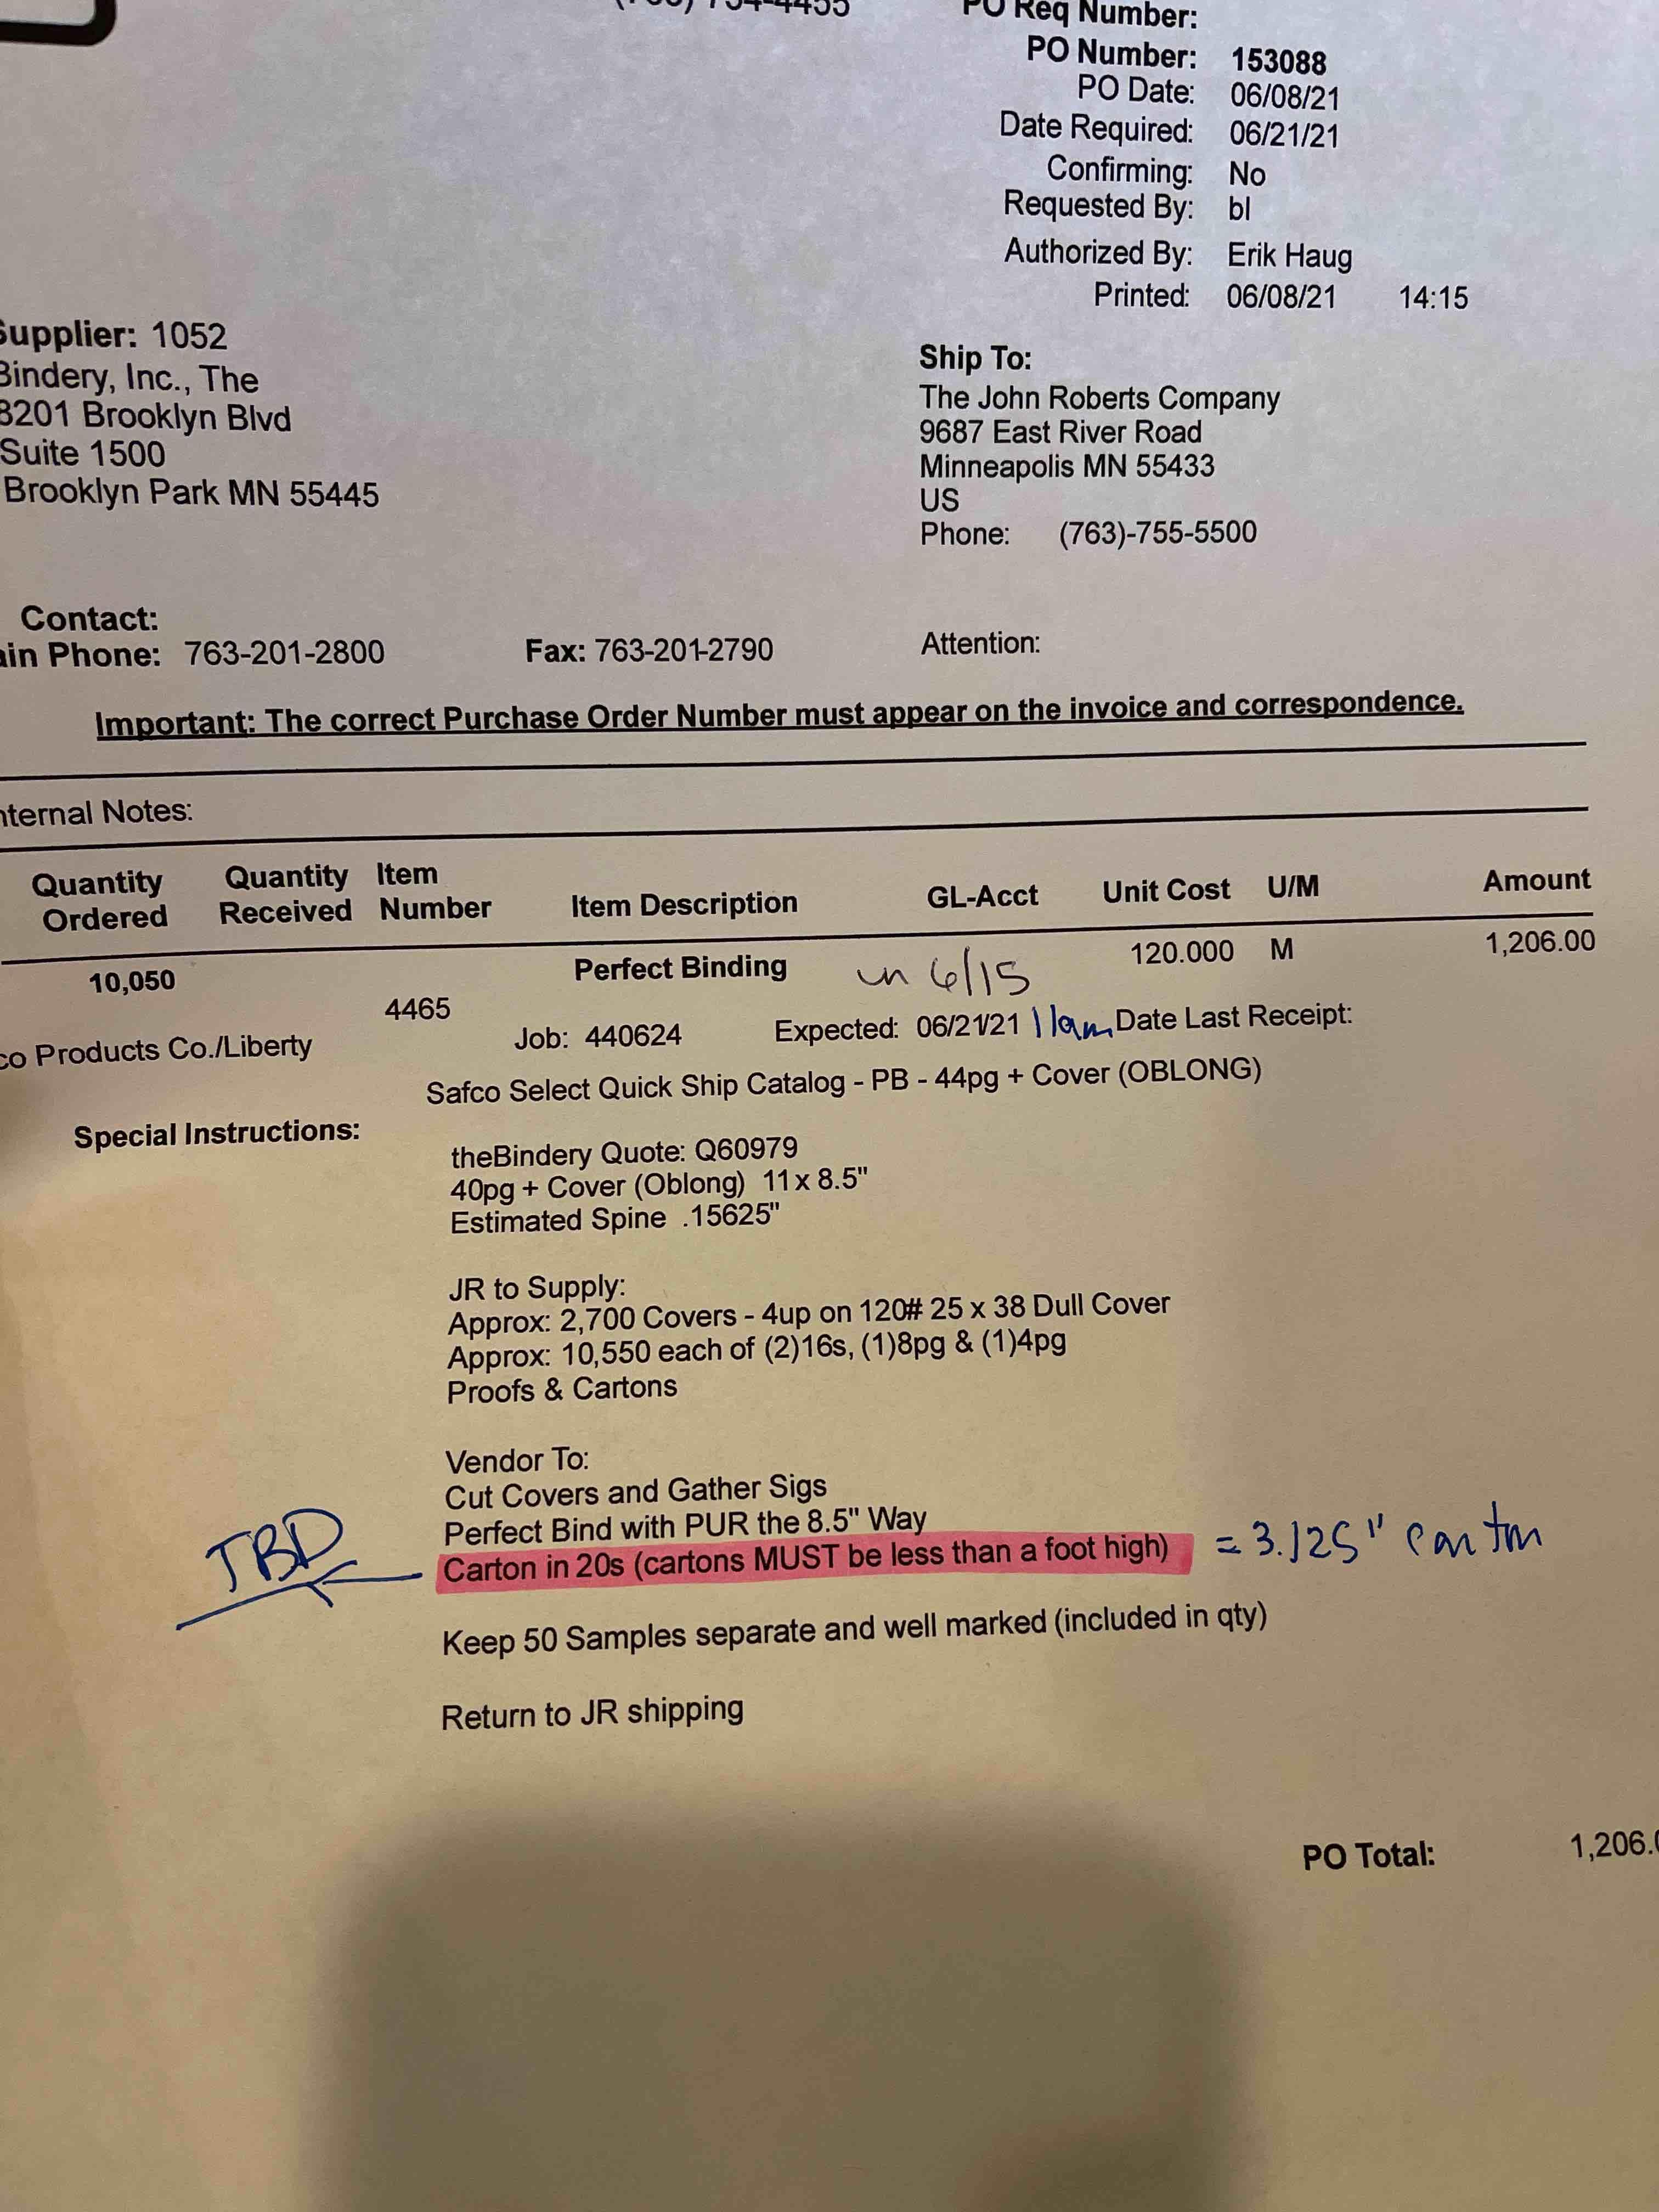 PO Req Number:
PO Number: 153088
PO Date: 06/08/21
Date Required: 06/21/21
Confirming: No
Requested By: bl
Authorized By: Erik Haug
Printed: 06/08/21 14:15
Supplier: 1052
Bindery, Inc., The
8201 Brooklyn Blvd
Suite 1500
Brooklyn Park MN 55445
Ship To:
The John Roberts Company
9687 East River Road
Minneapolis MN 55433
US
Phone: (763)-755-5500
Contact:
ain Phone: 763-201-2800 Fax: 763-201-2790 Attention:
Important: The correct Purchase Order Number must appear on the invoice and correspondence.
nternal Notes:
Quantity Ordered Quantity Received Item Number Item Description GL-Acct Unit Cost U/M Amount
10,050 Perfect Binding in 6/15 120.000 M 1,206.00
4465
co Products Co./Liberty Job: 440624 Expected: 06/21/21 11am Date Last Receipt:
Safco Select Quick Ship Catalog - PB - 44pg + Cover (OBLONG)
Special Instructions:
theBindery Quote: Q60979
40pg + Cover (Oblong) 11x 8.5"
Estimated Spine .15625"
JR to Supply:
Approx: 2,700 Covers - 4up on 120# 25 x 38 Dull Cover
Approx: 10,550 each of (2)16s, (1)8pg & (1)4pg
Proofs & Cartons
Vendor To:
Cut Covers and Gather Sigs
Perfect Bind with PUR the 8.5" Way
TBD Carton in 20s (cartons MUST be less than a foot high) = 3.125" carton
Keep 50 Samples separate and well marked (included in qty)
Return to JR shipping
PO Total: 1,206.